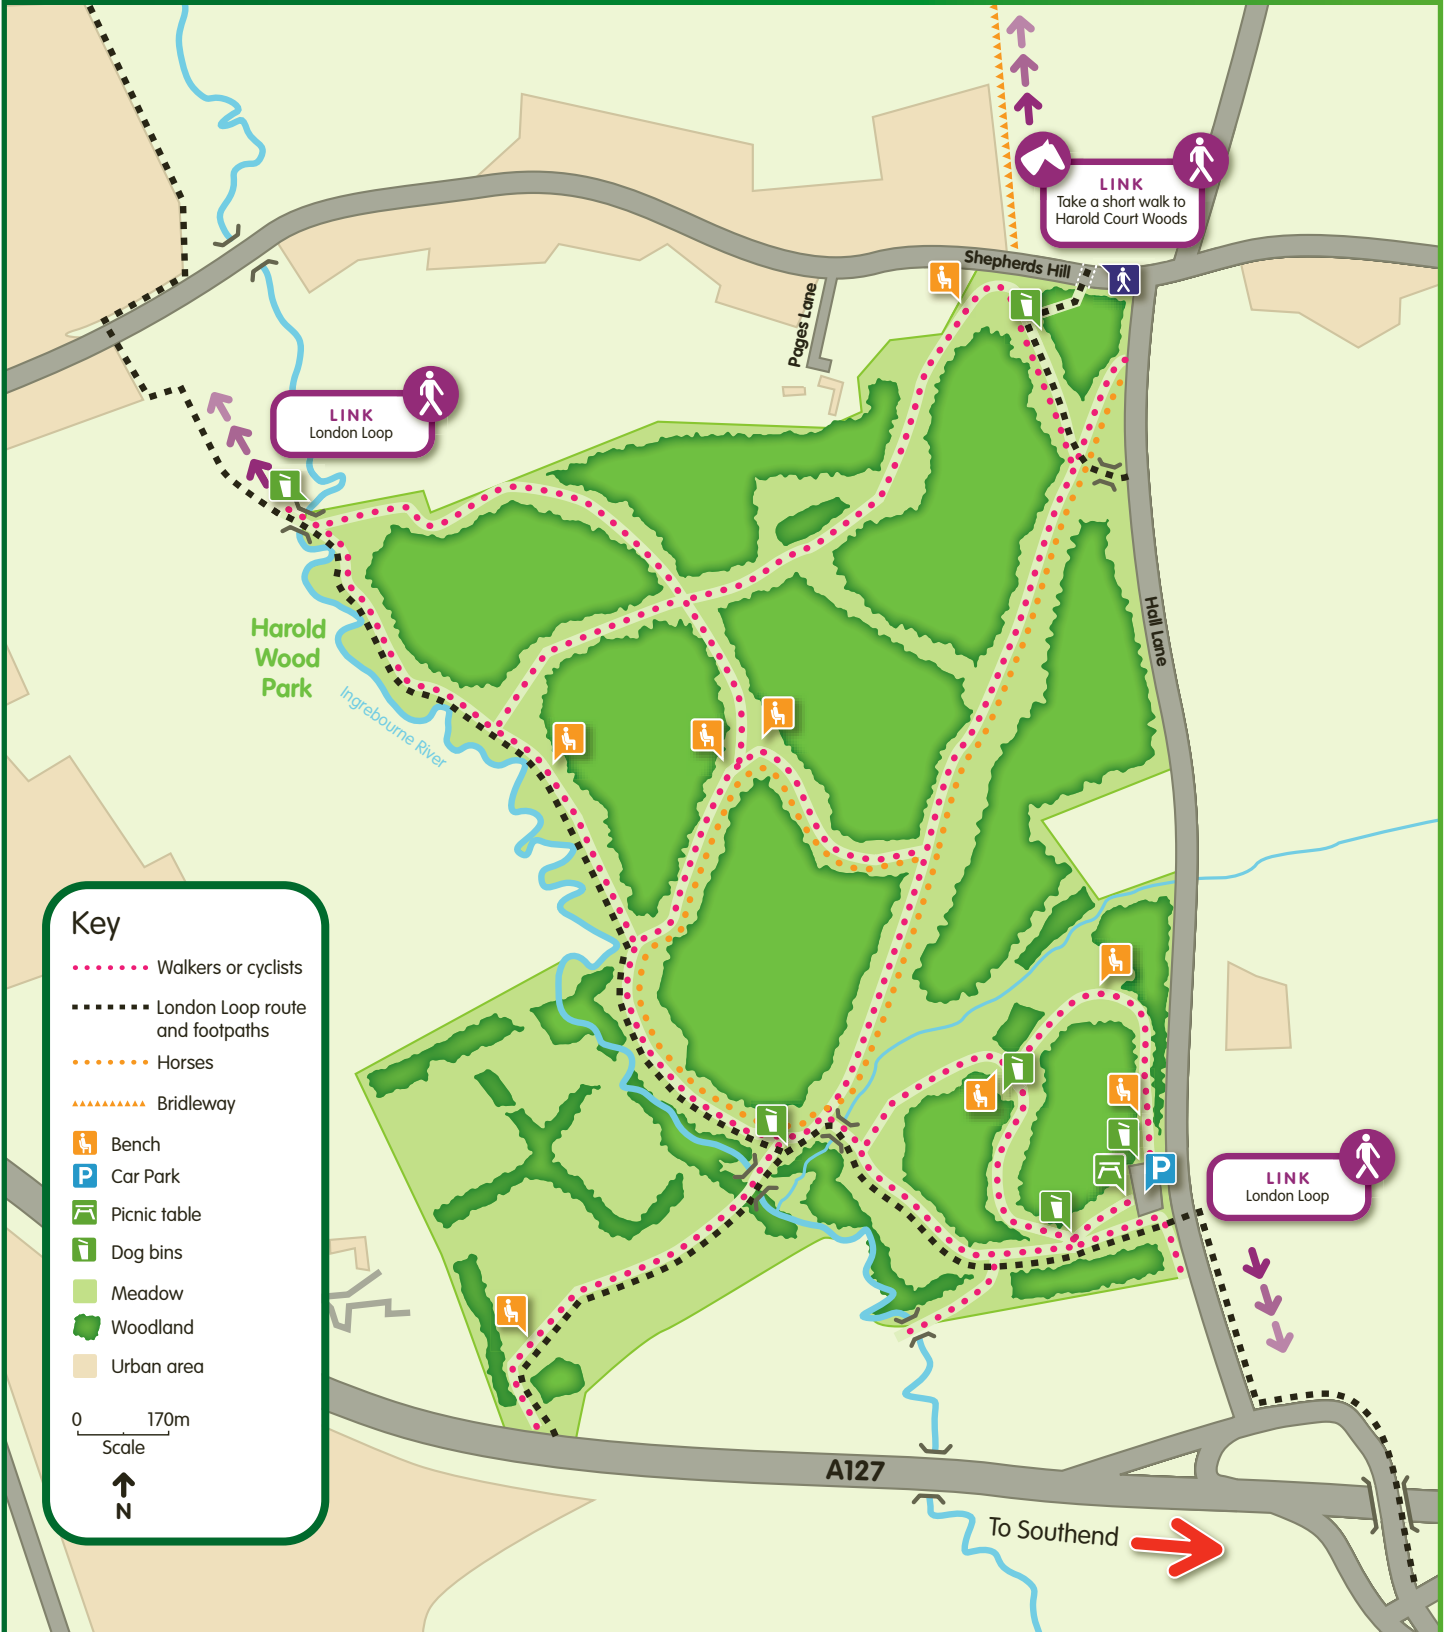 LINK
Take a short walk to
Harold Court Woods
Shepherds Hill
Pages Lane
LINK
London Loop
Hall Lane
Harold
Wood
Park
Ingrebourne River
Key
Walkers or cyclists
London Loop route
and footpaths
Horses
Bridleway
Bench
P Car Park
Picnic table
Dog bins
Meadow
Woodland
Urban area
0 170m
Scale
N
P
LINK
London Loop
A127
To Southend